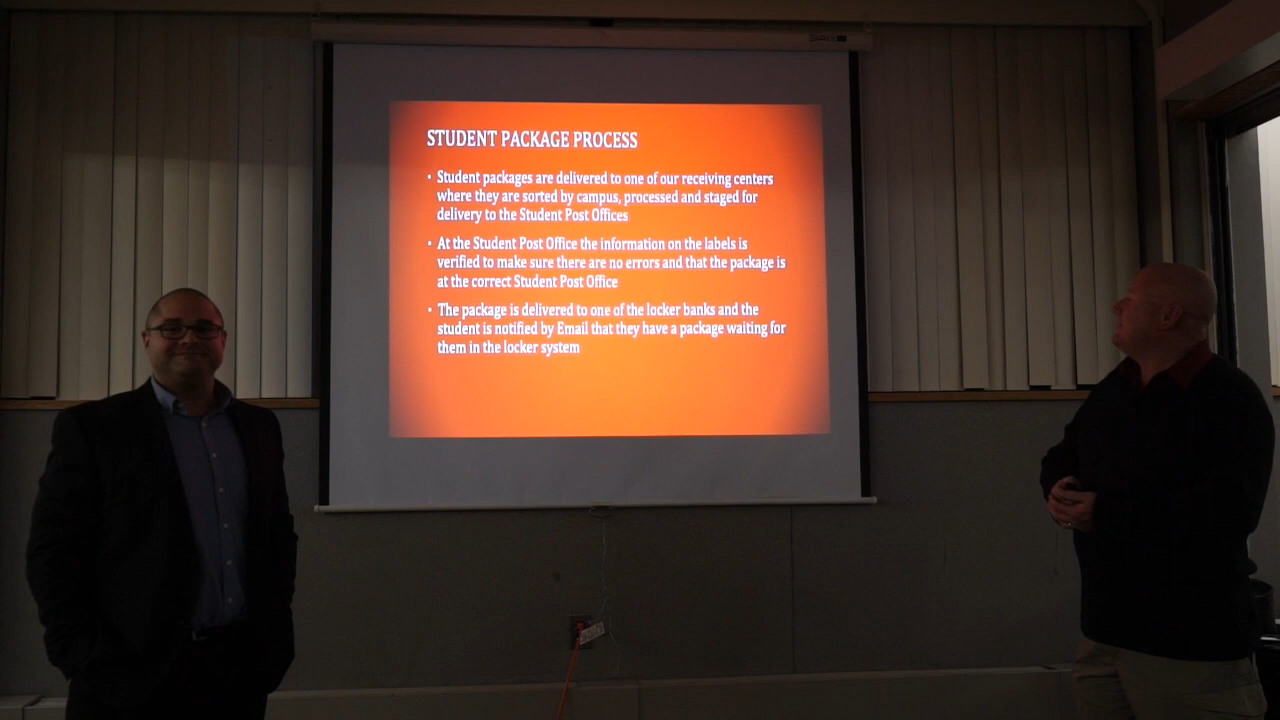 STUDENT PACKAGE PROCESS
• Student packages are delivered to one of our receiving centers
where they are sorted by campus, processed and staged for
delivery to the Student Post Offices
• At the Student Post Office the information on the labels is
verified to make sure there are no errors and that the package is
at the correct Student Post Office
• The package is delivered to one of the locker banks and the
student is notified by Email that they have a package waiting for
them in the locker system